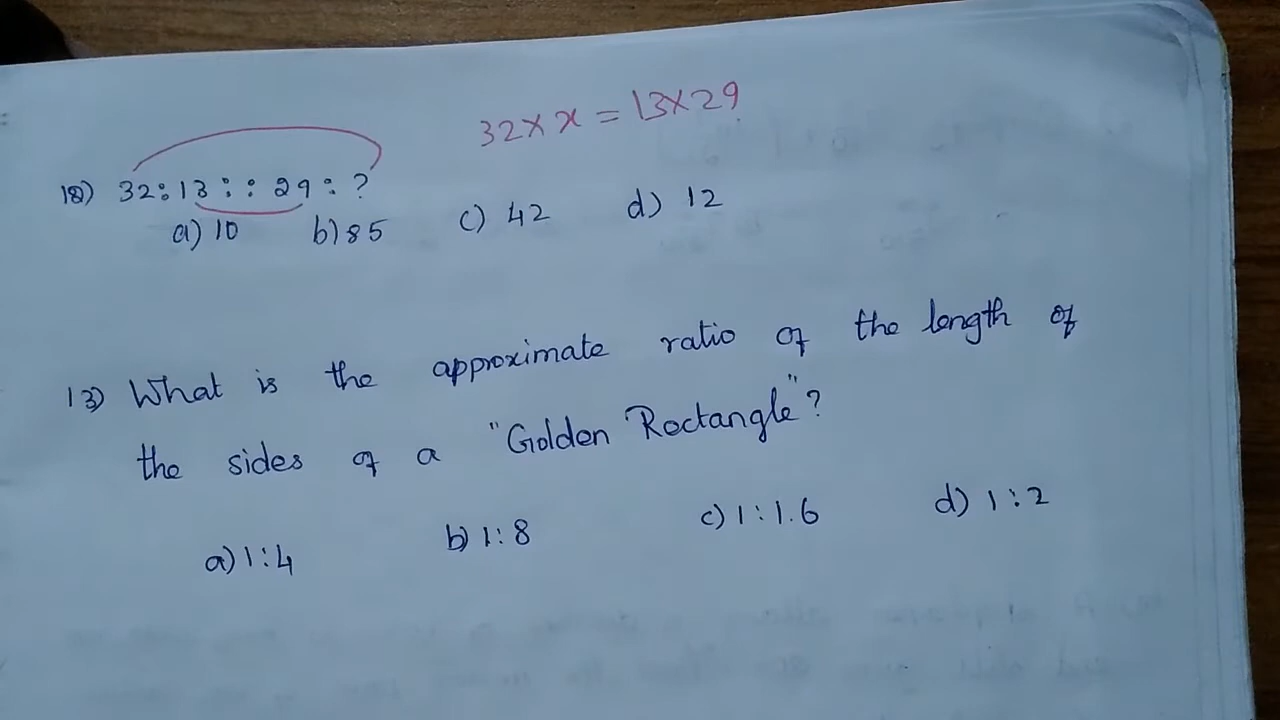 32 × x = 13 × 29
12) 32 : 13 : : 29 : ?
a) 10 b) 85 c) 42 d) 12
13) What is the approximate ratio of the length of
the sides of a "Golden Rectangle"?
a) 1 : 4 b) 1 : 8 c) 1 : 1.6 d) 1 : 2